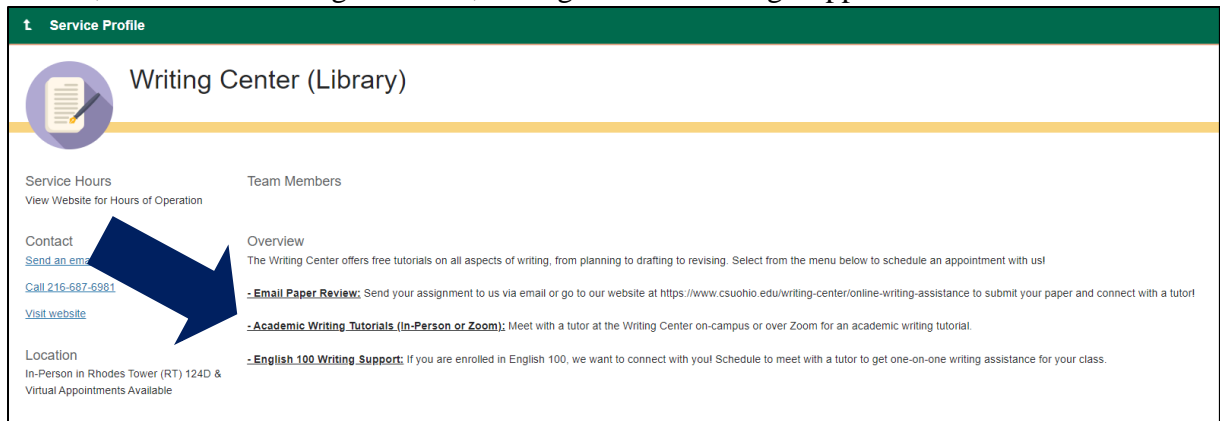 Service Profile
Writing Center (Library)
Service Hours
View Website for Hours of Operation
Team Members
Contact
Send an
Call 216-687-6981
Visit website
Location
In-Person in Rhodes Tower (RT) 124D &
Virtual Appointments Available
Overview
The Writing Center offers free tutorials on all aspects of writing, from planning to drafting to revising. Select from the menu below to schedule an appointment with us!
- Email Paper Review: Send your assignment to us via email or go to our website at https://www.csuohio.edu/writing-center/online-writing-assistance to submit your paper and connect with a tutor!
- Academic Writing Tutorials (In-Person or Zoom): Meet with a tutor at the Writing Center on-campus or over Zoom for an academic writing tutorial.
- English 100 Writing Support: If you are enrolled in English 100, we want to connect with you! Schedule to meet with a tutor to get one-on-one writing assistance for your class.